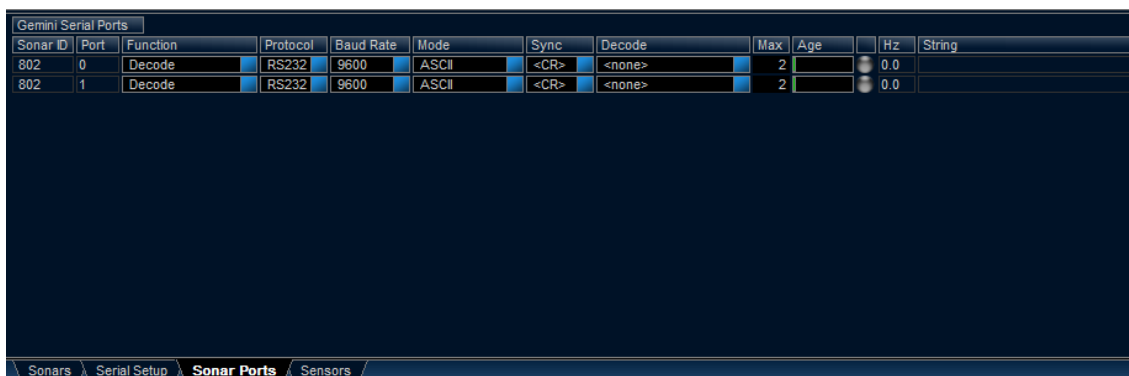 Gemini Serial Ports
Sonar ID Port Function Protocol Baud Rate Mode Sync Decode Max Age Hz String
802 0 Decode RS232 9600 ASCII <CR> <none> 2 0.0
802 1 Decode RS232 9600 ASCII <CR> <none> 2 0.0
Sonars Serial Setup Sonar Ports Sensors